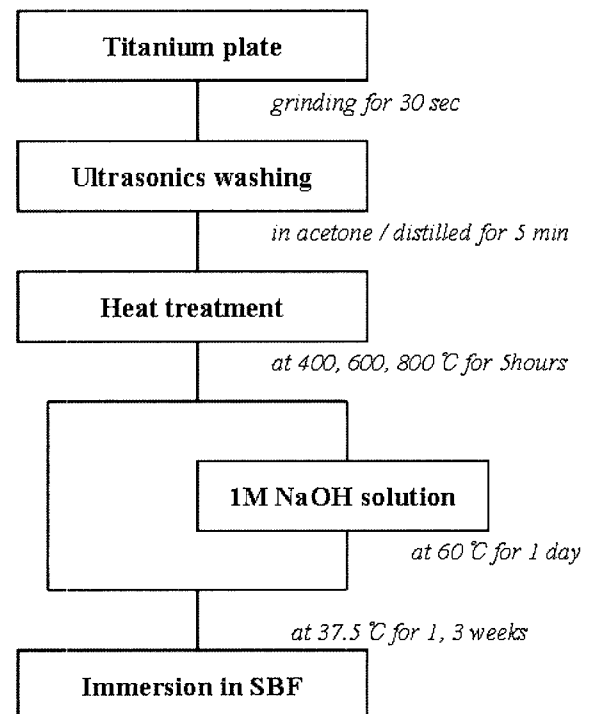 Titanium plate
grinding for 30 sec
Ultrasonics washing
in acetone / distilled for 5 min
Heat treatment
at 400, 600, 800 ℃ for 5hours
1M NaOH solution
at 60 ℃ for 1 day
at 37.5 ℃ for 1, 3 weeks
Immersion in SBF